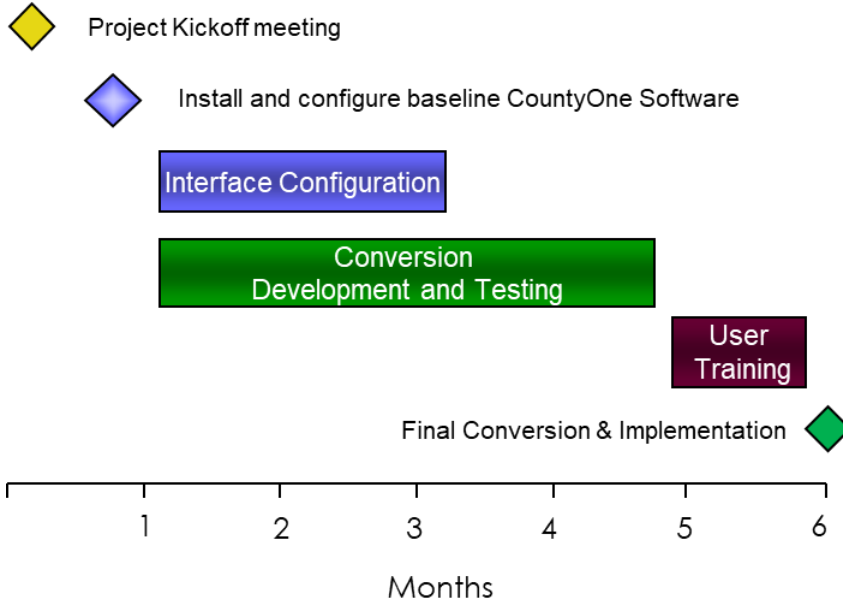 Project Kickoff meeting
Install and configure baseline CountyOne Software
Interface Configuration
Conversion
Development and Testing
User
Training
Final Conversion & Implementation
1 2 3 4 5 6
Months